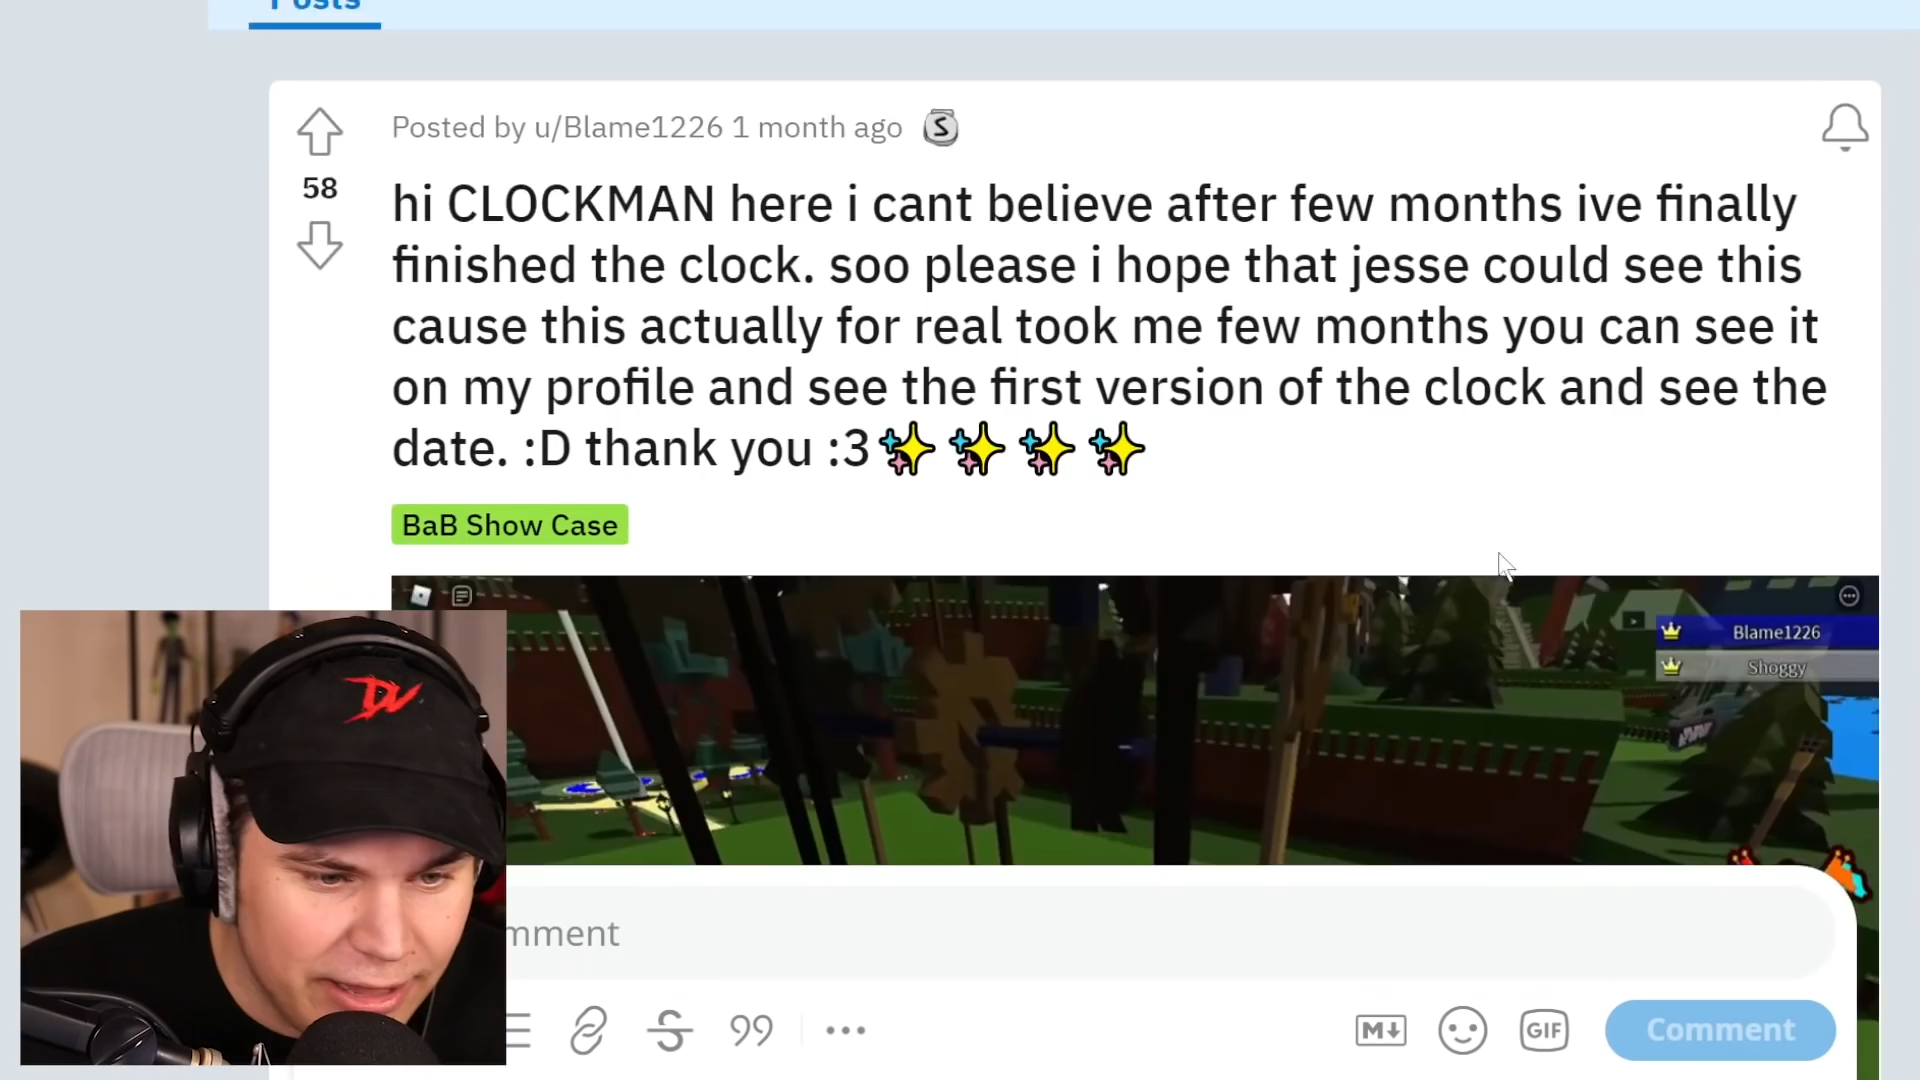 Posts
Posted by u/Blame1226 1 month ago
58
hi CLOCKMAN here i cant believe after few months ive finally
finished the clock. soo please i hope that jesse could see this
cause this actually for real took me few months you can see it
on my profile and see the first version of the clock and see the
date. :D thank you :3✨ ✨ ✨ ✨
BaB Show Case
Blame1226
Shoggy
DV
mment
99
M
GIF
Comment